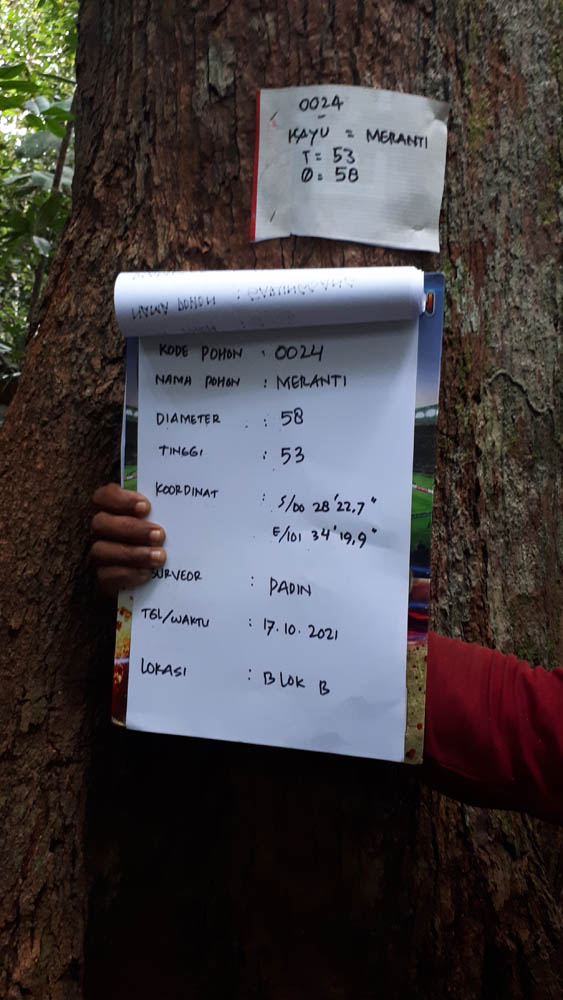 0024
KAYU = MERANTI
T = 53
Ø = 58
KODE POHON : 0024
NAMA POHON : MERANTI
DIAMETER : 58
TINGGI : 53
KOORDINAT : S/00 28'22,7"
E/101 34'19,9"
SURVEOR : PADIN
TGL/WAKTU : 17.10.2021
LOKASI : BLOK B